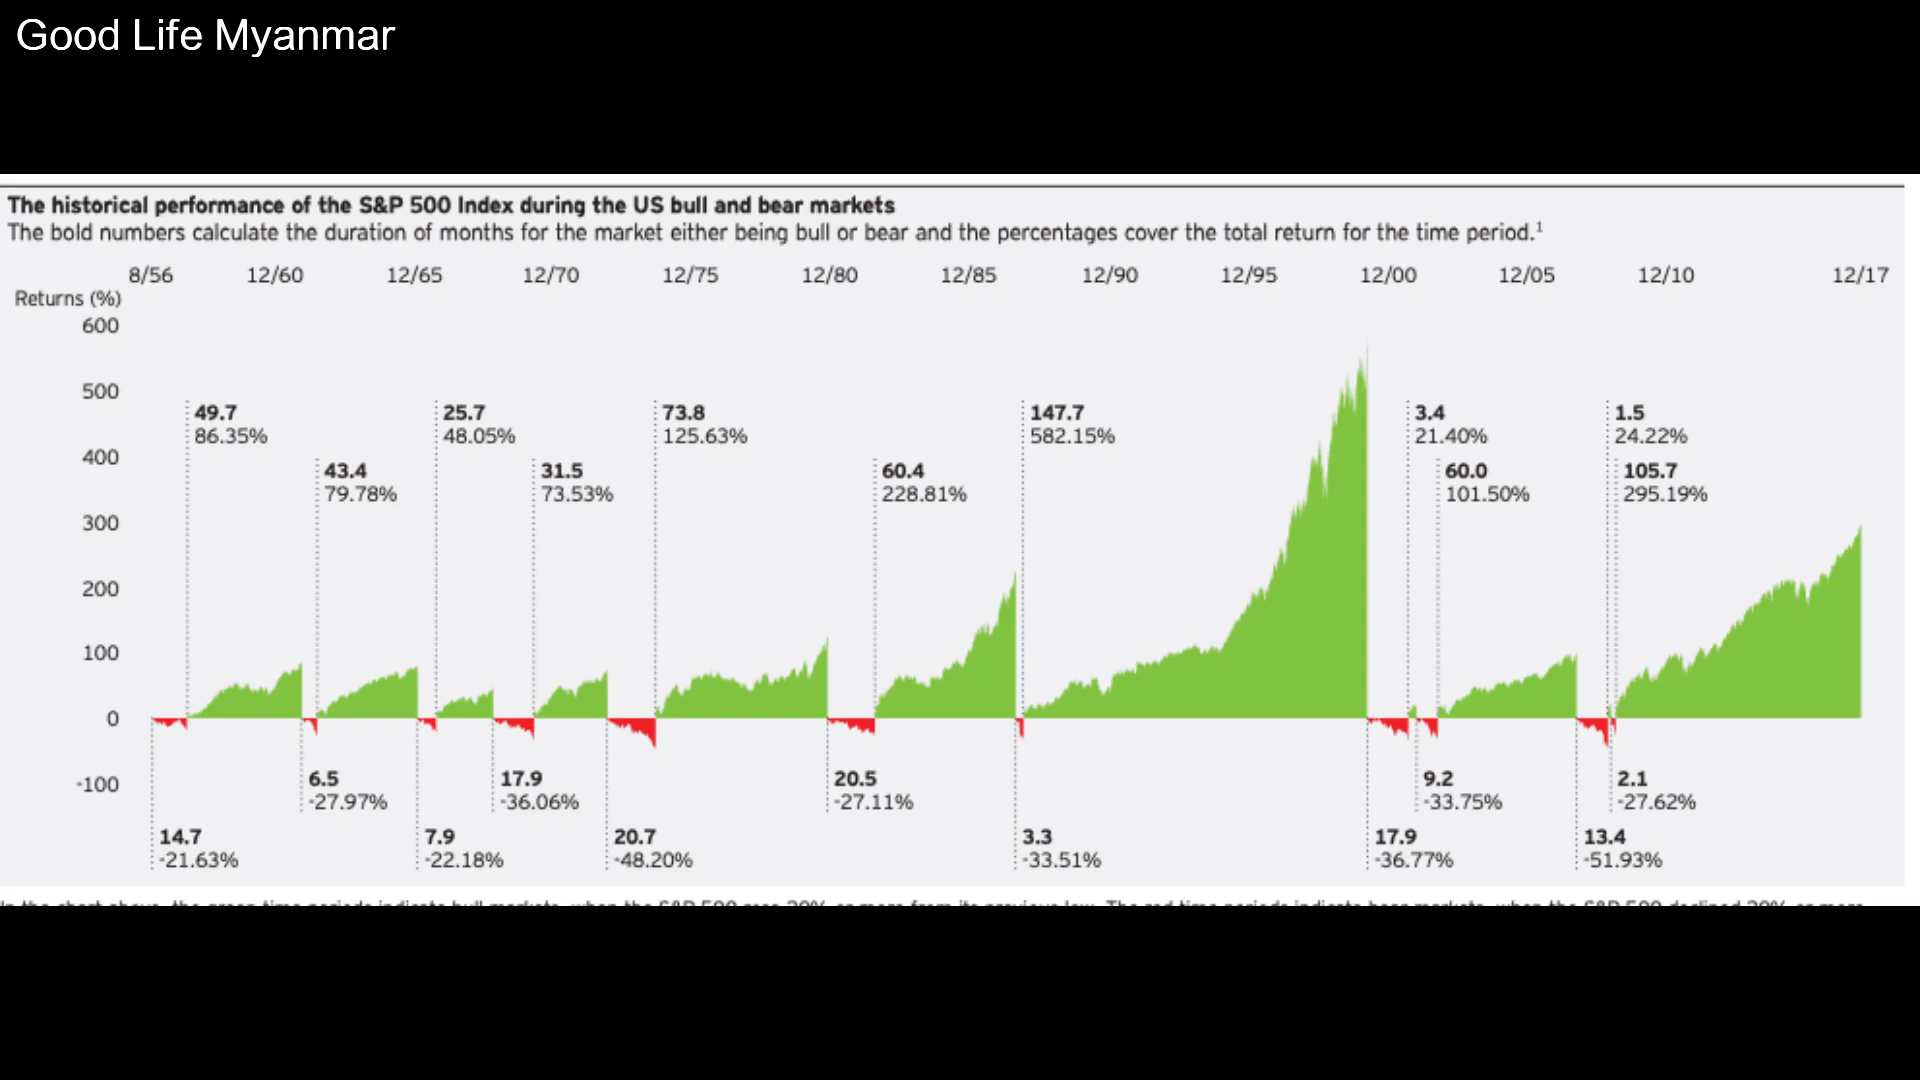 Good Life Myanmar
The historical performance of the S&P 500 Index during the US bull and bear markets
The bold numbers calculate the duration of months for the market either being bull or bear and the percentages cover the total return for the time period.¹
8/56 12/60 12/65 12/70 12/75 12/80 12/85 12/90 12/95 12/00 12/05 12/10 12/17
Returns (%)
600
500
49.7 25.7 73.8 147.7 3.4 1.5
86.35% 48.05% 125.63% 582.15% 21.40% 24.22%
400
43.4 31.5 60.4 60.0 105.7
79.78% 73.53% 228.81% 101.50% 295.19%
300
200
100
0
-100
6.5 17.9 20.5 9.2 2.1
-27.97% -36.06% -27.11% -33.75% -27.62%
14.7 7.9 20.7 3.3 17.9 13.4
-21.63% -22.18% -48.20% -33.51% -36.77% -51.93%